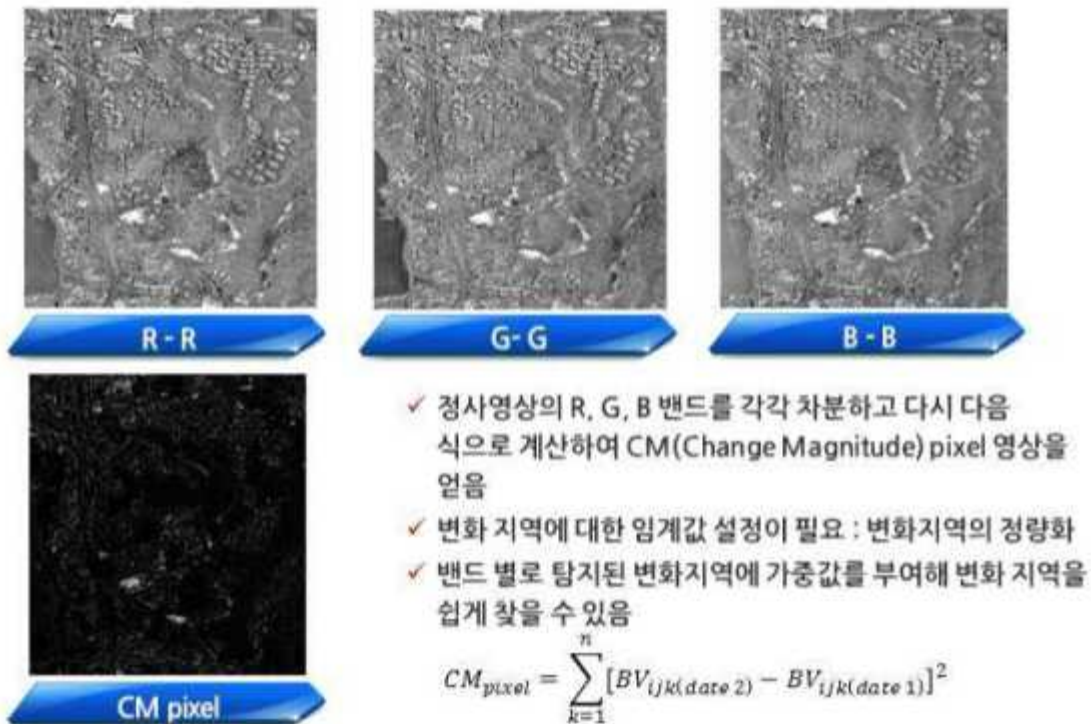 R - R
G- G
B - B
CM pixel
✓ 정사영상의 R, G, B 밴드를 각각 차분하고 다시 다음
식으로 계산하여 CM(Change Magnitude) pixel 영상을
얻음
✓ 변화 지역에 대한 임계값 설정이 필요 : 변화지역의 정량화
✓ 밴드 별로 탐지된 변화지역에 가중값를 부여해 변화 지역을
쉽게 찾을 수 있음
$CM_{pixel} = \sum_{k=1}^{n} [BV_{ijk(date 2)} - BV_{ijk(date 1)}]^2$